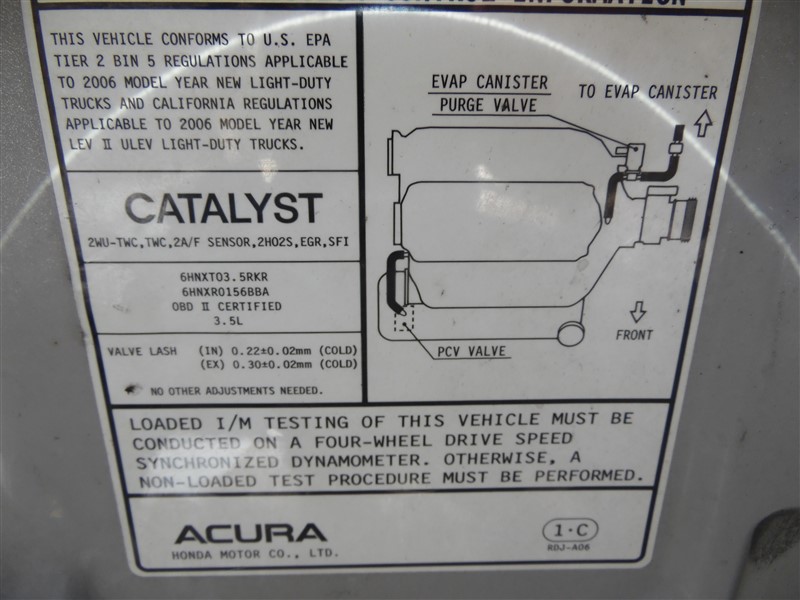 INFORMATION
THIS VEHICLE CONFORMS TO U.S. EPA
TIER 2 BIN 5 REGULATIONS APPLICABLE
TO 2006 MODEL YEAR NEW LIGHT-DUTY
TRUCKS AND CALIFORNIA REGULATIONS
APPLICABLE TO 2006 MODEL YEAR NEW
LEV II ULEV LIGHT-DUTY TRUCKS.
CATALYST
2WU-TWC,TWC,2A/F SENSOR,2HO2S,EGR,SFI
6HNXT03.5RKR
6HNXR0156BBA
OBD II CERTIFIED
3.5L
VALVE LASH (IN) 0.22±0.02mm (COLD)
(EX) 0.30±0.02mm (COLD)
NO OTHER ADJUSTMENTS NEEDED.
EVAP CANISTER
PURGE VALVE
TO EVAP CANISTER
FRONT
PCV VALVE
LOADED I/M TESTING OF THIS VEHICLE MUST BE
CONDUCTED ON A FOUR-WHEEL DRIVE SPEED
SYNCHRONIZED DYNAMOMETER. OTHERWISE, A
NON-LOADED TEST PROCEDURE MUST BE PERFORMED.
ACURA
HONDA MOTOR CO., LTD.
1·C
RDJ-A06